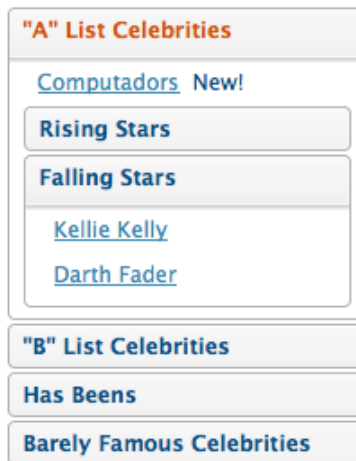 "A" List Celebrities
Computadors New!
Rising Stars
Falling Stars
Kellie Kelly
Darth Fader
"B" List Celebrities
Has Beens
Barely Famous Celebrities